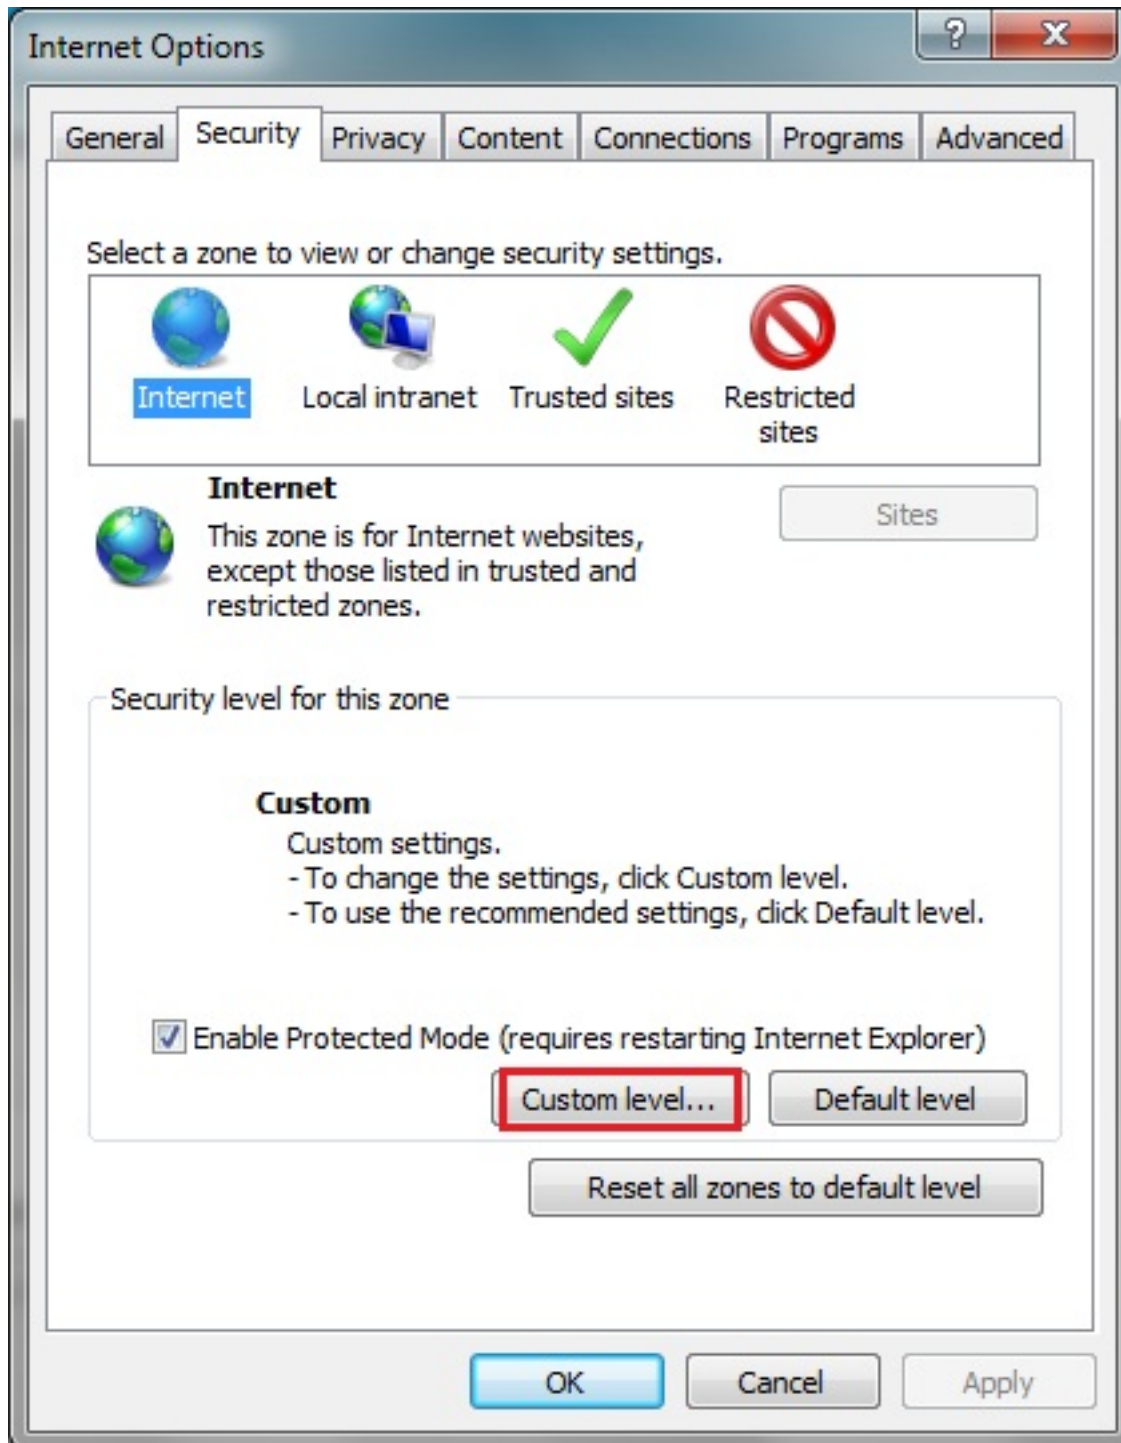 Internet Options
General Security Privacy Content Connections Programs Advanced
Select a zone to view or change security settings.
Internet Local intranet Trusted sites Restricted
sites
Internet
Sites
This zone is for Internet websites,
except those listed in trusted and
restricted zones.
Security level for this zone
Custom
Custom settings.
- To change the settings, click Custom level.
- To use the recommended settings, click Default level.
Enable Protected Mode (requires restarting Internet Explorer)
Custom level... Default level
Reset all zones to default level
OK Cancel Apply